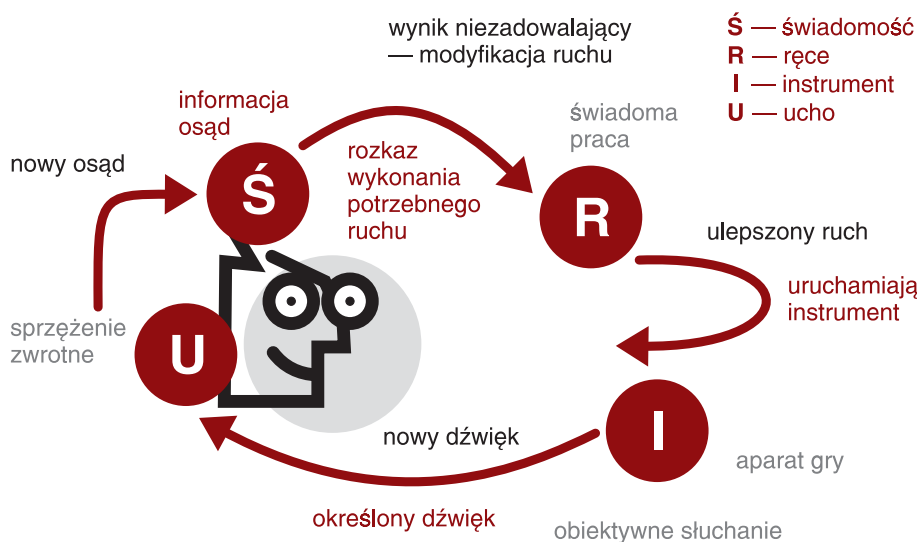 wynik niezadowalający
— modyfikacja ruchu
Ś — świadomość
R — ręce
I — instrument
U — ucho
informacja
osąd
świadoma
praca
nowy osąd
Ś
rozkaz
wykonania
potrzebnego
ruchu
R
ulepszony ruch
uruchamiają
instrument
sprzężenie
zwrotne
U
nowy dźwięk
I
aparat gry
określony dźwięk
obiektywne słuchanie